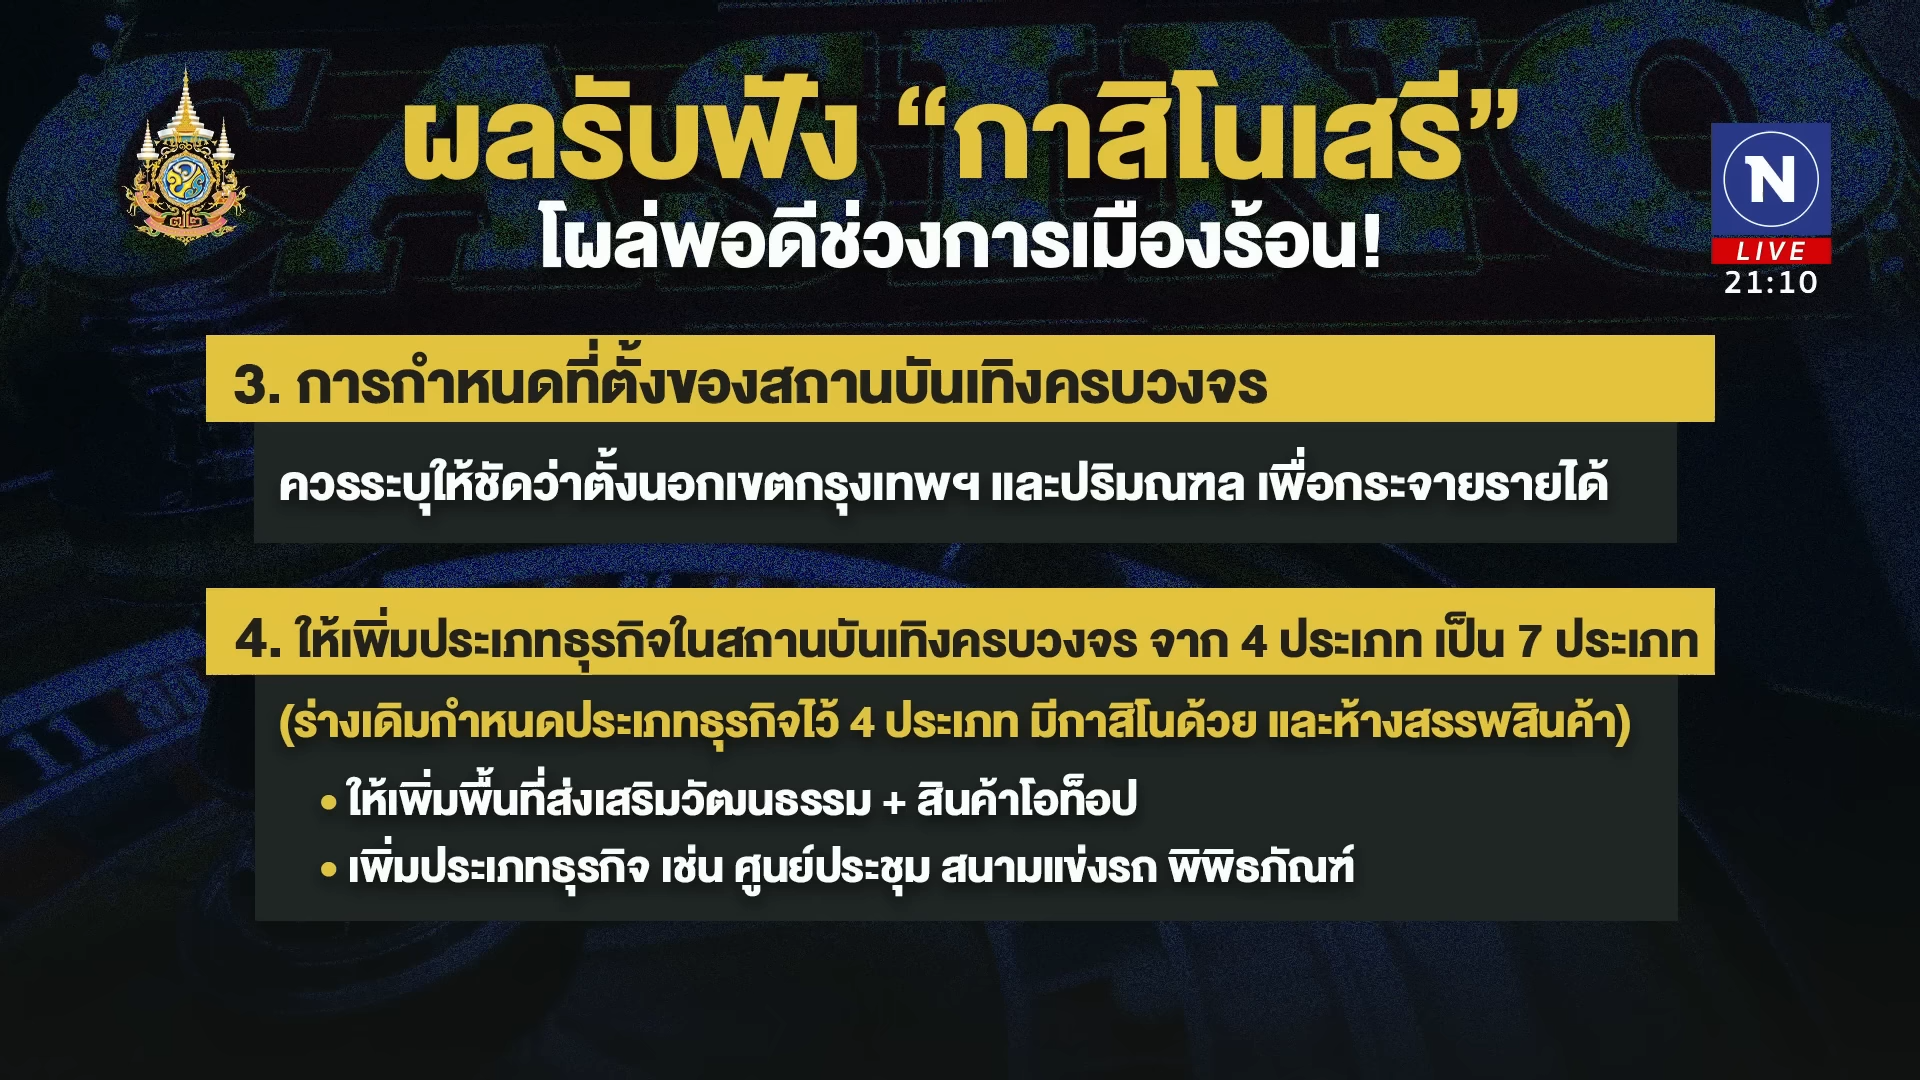 ผลรับฟัง “กาสิโนเสรี”
โผล่พอดีช่วงการเมืองร้อน!
N
LIVE
21:10
3. การกำหนดที่ตั้งของสถานบันเทิงครบวงจร
ควรระบุให้ชัดว่าตั้งนอกเขตกรุงเทพฯ และปริมณฑล เพื่อกระจายรายได้
4. ให้เพิ่มประเภทธุรกิจในสถานบันเทิงครบวงจร จาก 4 ประเภท เป็น 7 ประเภท
(ร่างเดิมกำหนดประเภทธุรกิจไว้ 4 ประเภท มีกาสิโนด้วย และห้างสรรพสินค้า)
• ให้เพิ่มพื้นที่ส่งเสริมวัฒนธรรม + สินค้าโอท็อป
• เพิ่มประเภทธุรกิจ เช่น ศูนย์ประชุม สนามแข่งรถ พิพิธภัณฑ์
CASINO
11